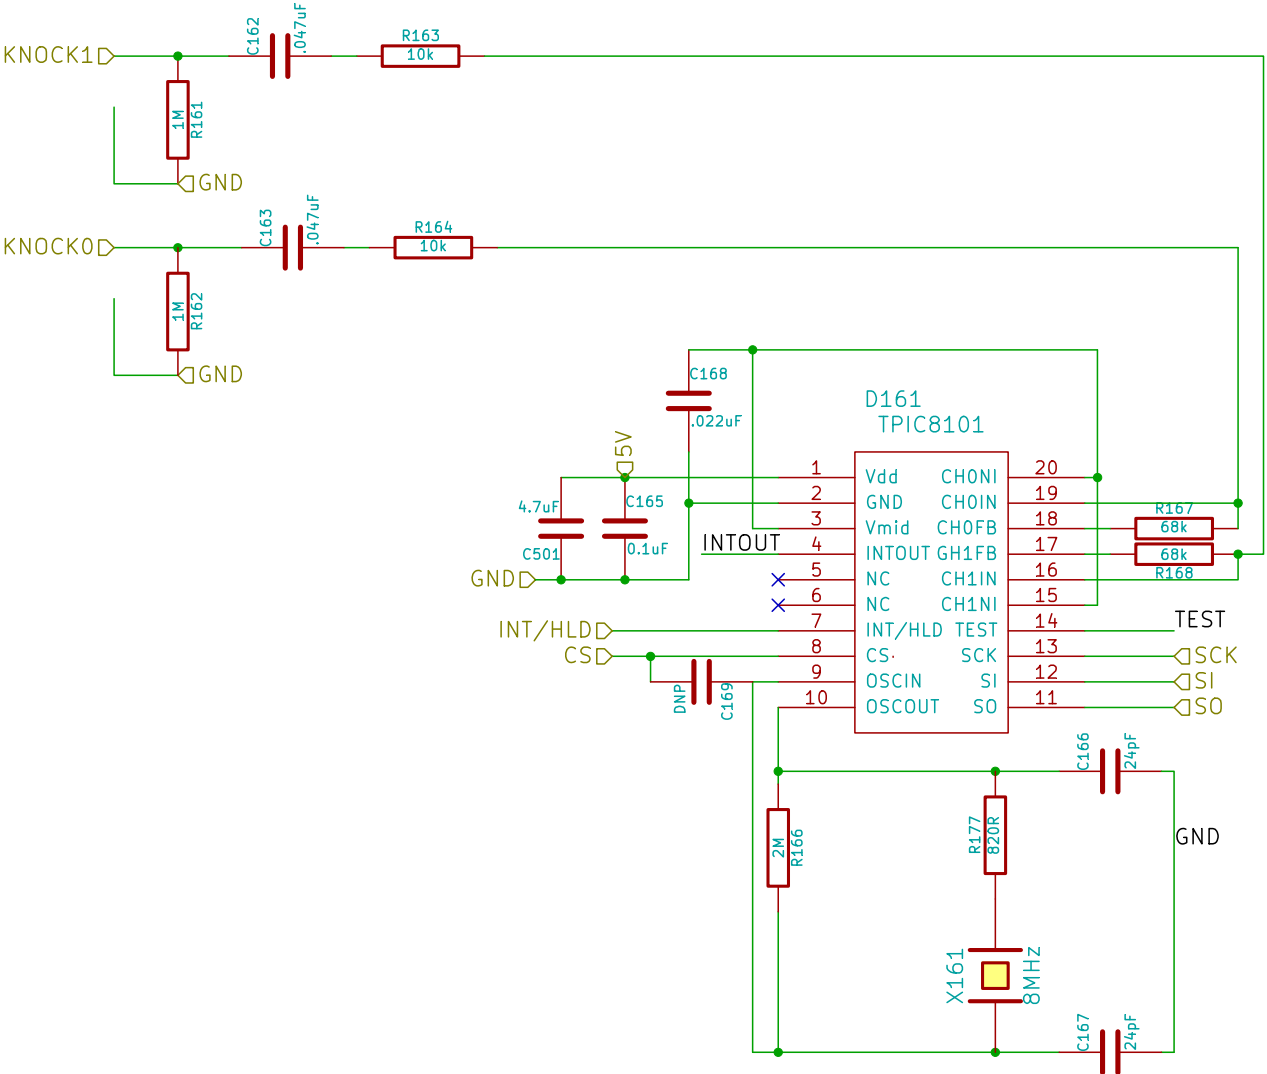 KNOCK1
C162
.047uF
R163
10k
1M
R161
GND
KNOCK0
C163
.047uF
R164
10k
1M
R162
GND
C168
.022uF
D161
TPIC8101
5V
4.7uF
C165
C501
0.1uF
GND
INTOUT
INT/HLD
CS
DNP
C169
1 Vdd CH0NI 20
2 GND CH0IN 19
3 Vmid CH0FB 18
4 INTOUT GH1FB 17
5 NC CH1IN 16
6 NC CH1NI 15
7 INT/HLD TEST 14
8 CS· SCK 13
9 OSCIN SI 12
10 OSCOUT SO 11
R167
68k
68k
R168
TEST
SCK
SI
SO
C166
24pF
2M
R166
R177
820R
GND
X161
8MHz
C167
24pF